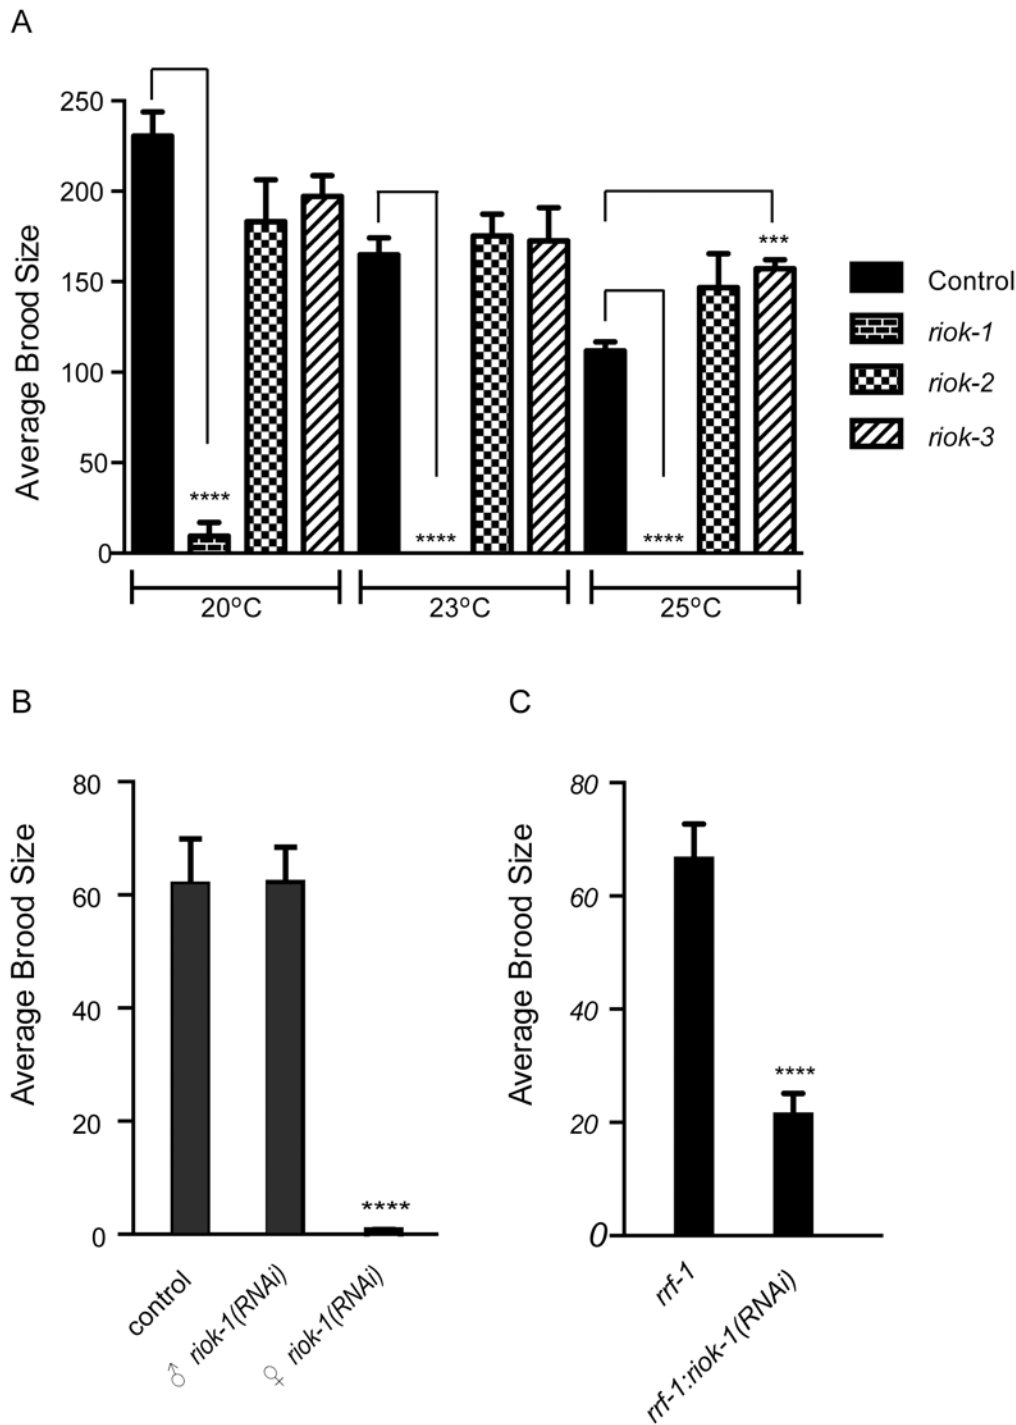 A
Average Brood Size
250
200
150
100
50
0
****
****
****
***
20°C
23°C
25°C
Control
riok-1
riok-2
riok-3
B
Average Brood Size
80
60
40
20
0
****
control
♂ riok-1(RNAi)
♀ riok-1(RNAi)
C
Average Brood Size
80
60
40
20
0
****
rrf-1
rrf-1:riok-1(RNAi)